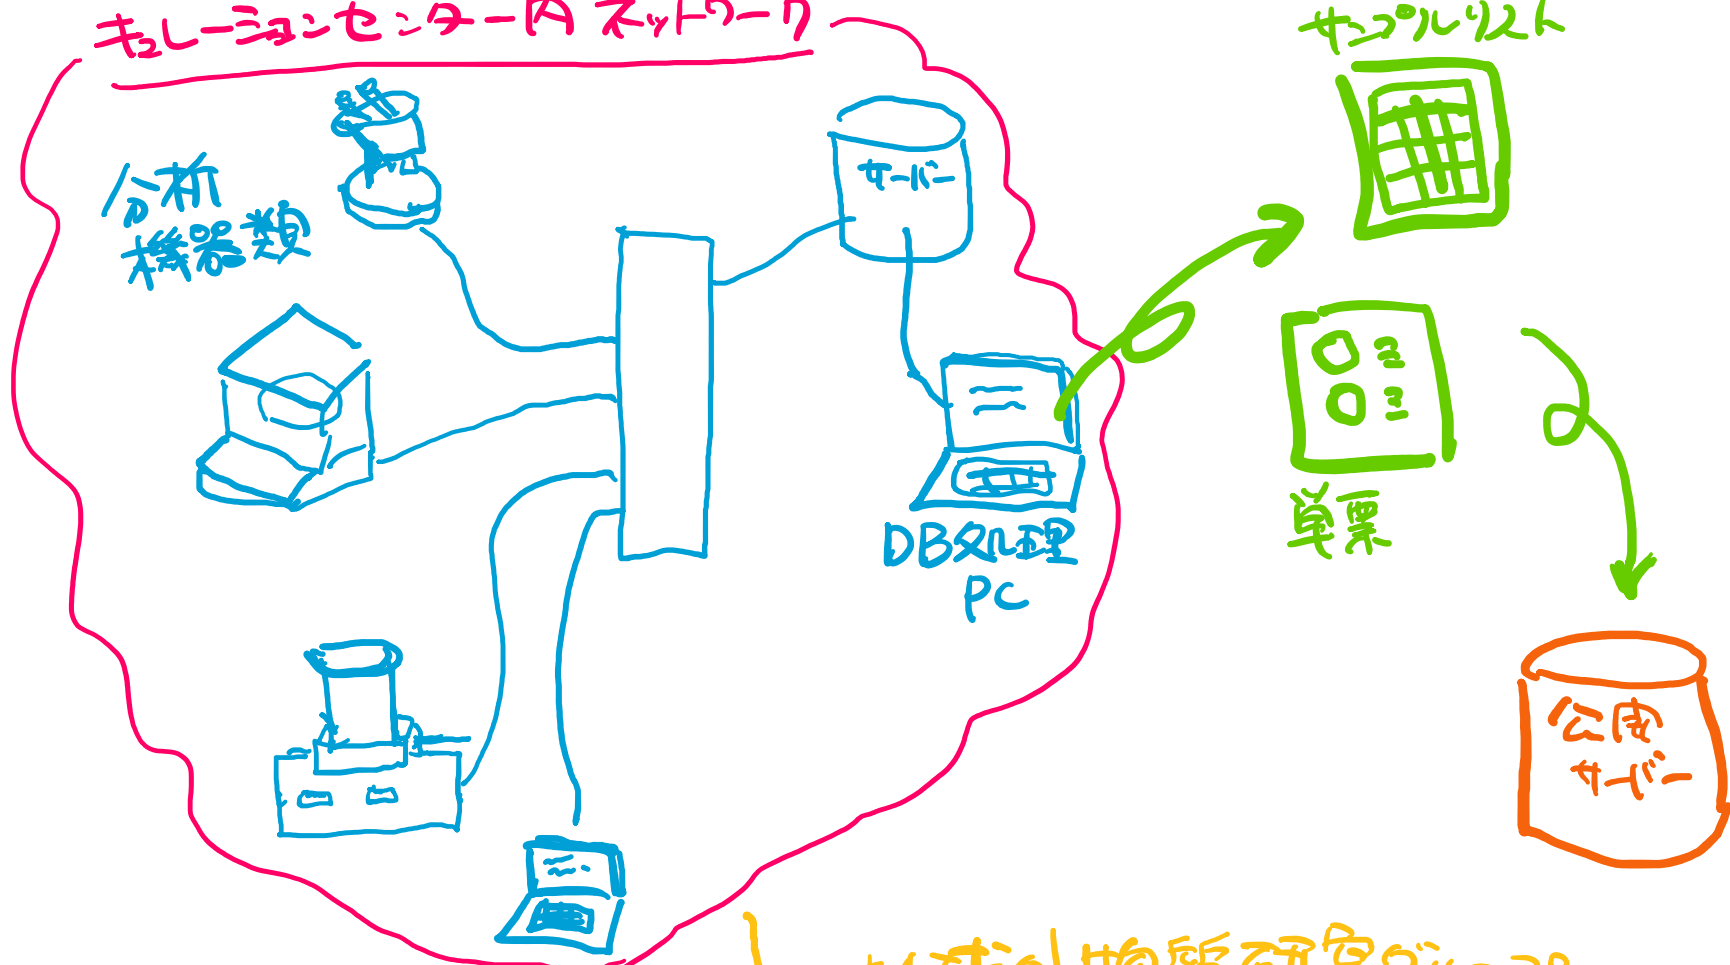 キュレーションセンター内ネットワーク
サンプルリスト
分析
機器類
サーバー
DB処理
PC
単票
公開
サーバー